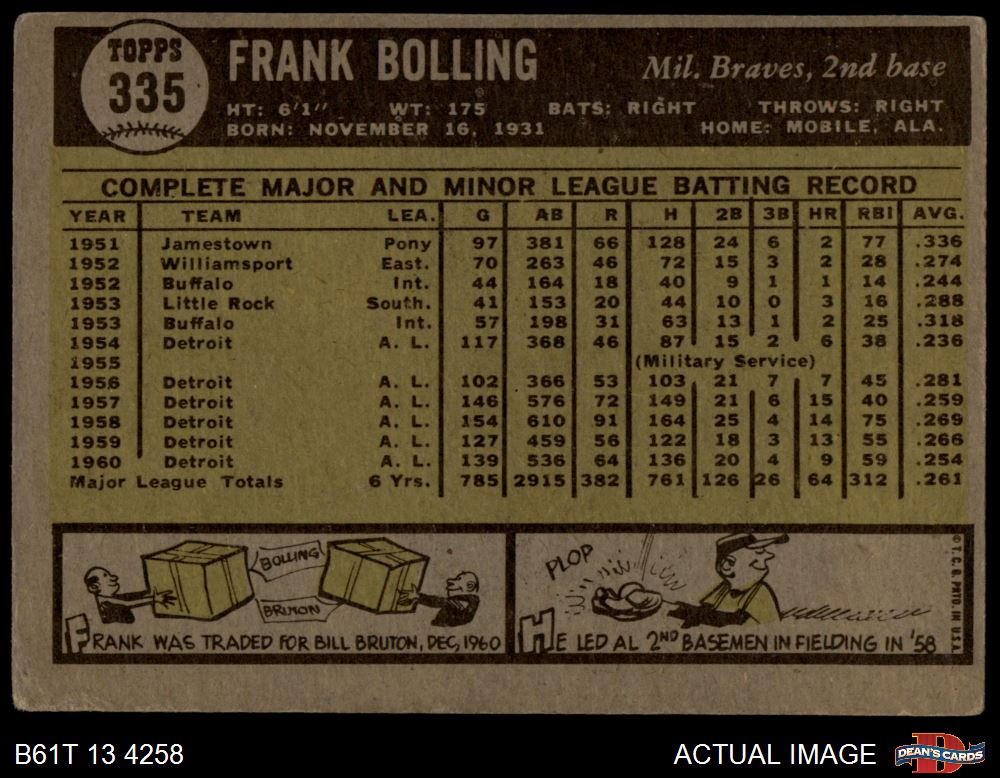 TOPPS
335
FRANK BOLLING
Mil. Braves, 2nd base
HT: 6'1" WT: 175 BATS: RIGHT THROWS: RIGHT
BORN: NOVEMBER 16, 1931 HOME: MOBILE, ALA.
COMPLETE MAJOR AND MINOR LEAGUE BATTING RECORD
YEAR TEAM LEA. G AB R H 2B 3B HR RBI AVG.
1951 Jamestown Pony 97 381 66 128 24 6 2 77 .336
1952 Williamsport East. 70 263 46 72 15 3 2 28 .274
1952 Buffalo Int. 44 164 18 40 9 1 1 14 .244
1953 Little Rock South. 41 153 20 44 10 0 3 16 .288
1953 Buffalo Int. 57 198 31 63 13 1 2 25 .318
1954 Detroit A. L. 117 368 46 87 15 2 6 38 .236
1955 (Military Service)
1956 Detroit A. L. 102 366 53 103 21 7 7 45 .281
1957 Detroit A. L. 146 576 72 149 21 6 15 40 .259
1958 Detroit A. L. 154 610 91 164 25 4 14 75 .269
1959 Detroit A. L. 127 459 56 122 18 3 13 55 .266
1960 Detroit A. L. 139 536 64 136 20 4 9 59 .254
Major League Totals 6 Yrs. 785 2915 382 761 126 26 64 312 .261
BOLLING
BRUTON
FRANK WAS TRADED FOR BILL BRUTON, DEC, 1960
PLOP
HE LED AL 2ND BASEMEN IN FIELDING IN '58
© T. C. G. PRTD. IN U.S.A.
B61T 13 4258
ACTUAL IMAGE
DEAN'S CARDS